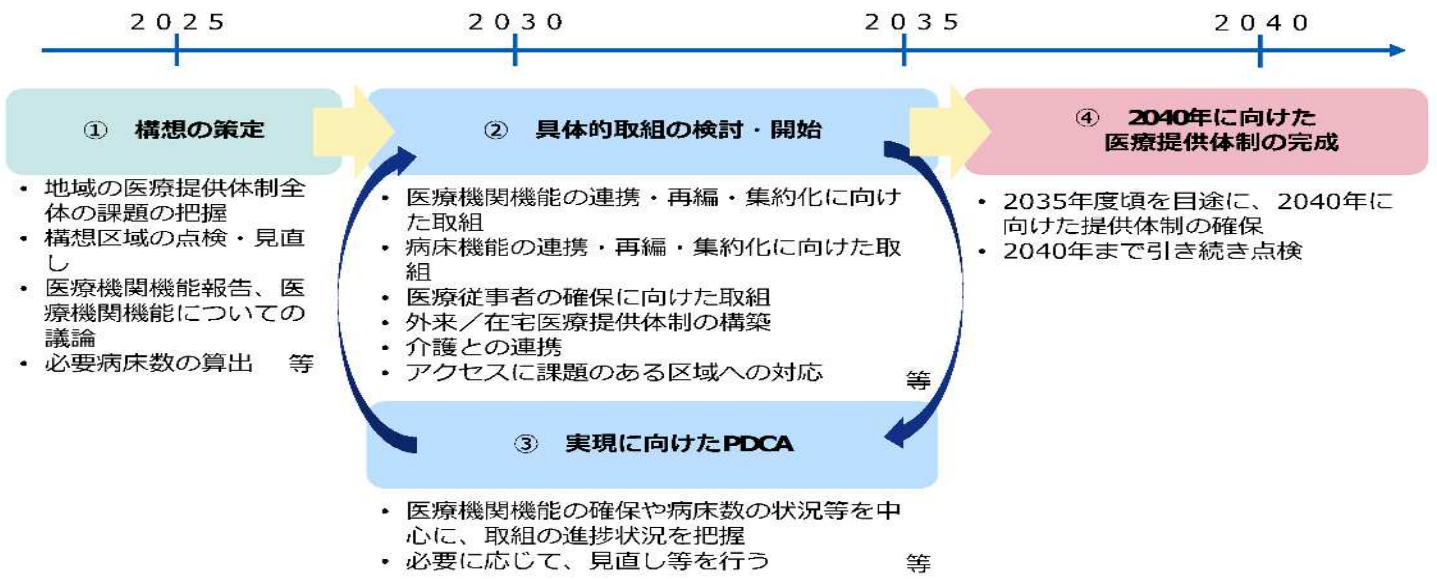 2025 2030 2035 2040
① 構想の策定
・ 地域の医療提供体制全
体の課題の把握
・ 構想区域の点検・見直
し
・ 医療機関機能報告、医
療機関機能についての
議論
・ 必要病床数の算出 等
② 具体的取組の検討・開始
・ 医療機関機能の連携・再編・集約化に向け
た取組
・ 病床機能の連携・再編・集約化に向けた取
組
・ 医療従事者の確保に向けた取組
・ 外来／在宅医療提供体制の構築
・ 介護との連携
・ アクセスに課題のある区域への対応 等
③ 実現に向けたPDCA
・ 医療機関機能の確保や病床数の状況等を中
心に、取組の進捗状況を把握
・ 必要に応じて、見直し等を行う 等
④ 2040年に向けた
医療提供体制の完成
・ 2035年度頃を目途に、2040年に
向けた提供体制の確保
・ 2040年まで引き続き点検